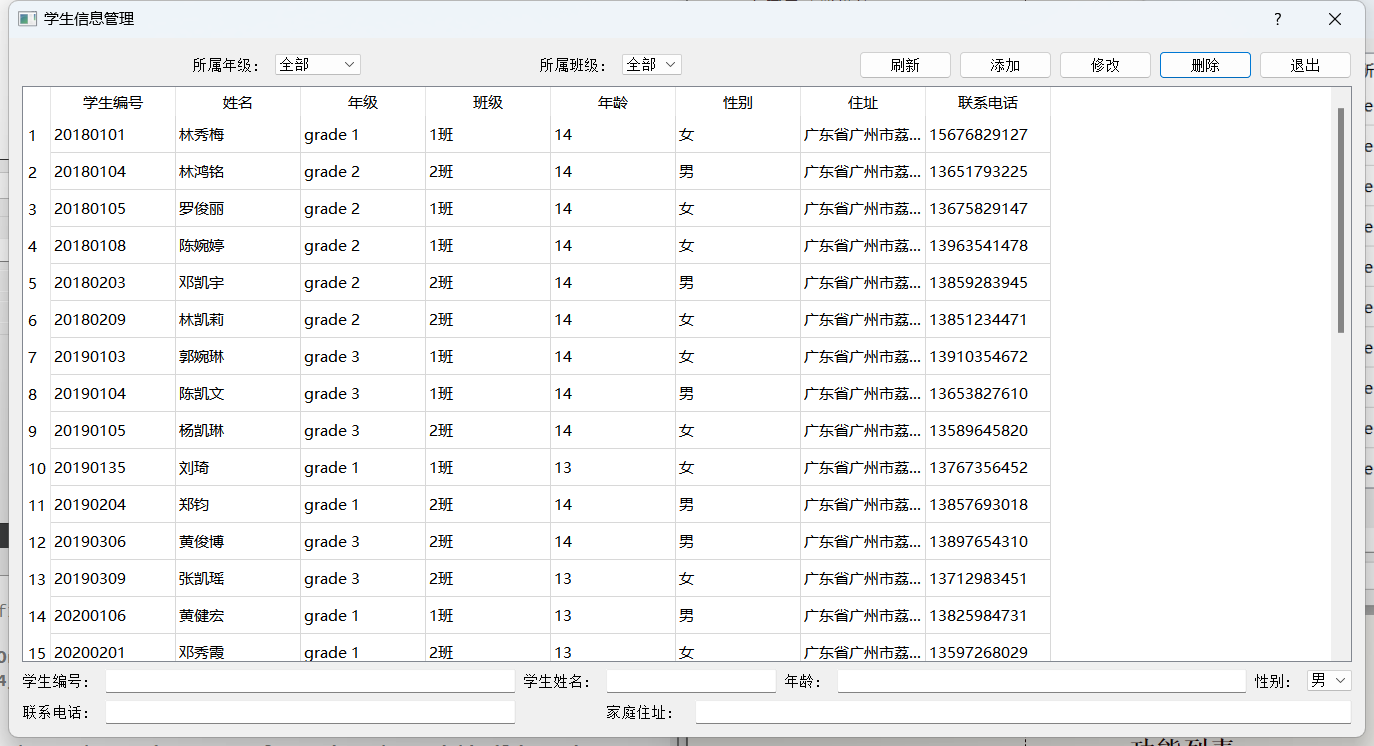 学生信息管理
所属年级： 全部 所属班级： 全部 刷新 添加 修改 删除 退出
学生编号 姓名 年级 班级 年龄 性别 住址 联系电话
1 20180101 林秀梅 grade 1 1班 14 女 广东省广州市荔... 15676829127
2 20180104 林鸿铭 grade 2 2班 14 男 广东省广州市荔... 13651793225
3 20180105 罗俊丽 grade 2 1班 14 女 广东省广州市荔... 13675829147
4 20180108 陈婉婷 grade 2 1班 14 女 广东省广州市荔... 13963541478
5 20180203 邓凯宇 grade 2 2班 14 男 广东省广州市荔... 13859283945
6 20180209 林凯莉 grade 2 2班 14 女 广东省广州市荔... 13851234471
7 20190103 郭婉琳 grade 3 1班 14 女 广东省广州市荔... 13910354672
8 20190104 陈凯文 grade 3 1班 14 男 广东省广州市荔... 13653827610
9 20190105 杨凯琳 grade 3 2班 14 女 广东省广州市荔... 13589645820
10 20190135 刘琦 grade 1 1班 13 女 广东省广州市荔... 13767356452
11 20190204 郑钧 grade 1 2班 14 男 广东省广州市荔... 13857693018
12 20190306 黄俊博 grade 3 2班 14 男 广东省广州市荔... 13897654310
13 20190309 张凯瑶 grade 3 2班 13 女 广东省广州市荔... 13712983451
14 20200106 黄健宏 grade 1 1班 13 男 广东省广州市荔... 13825984731
15 20200201 邓秀霞 grade 1 2班 13 女 广东省广州市荔... 13597268029
学生编号： 学生姓名： 年龄： 性别： 男
联系电话： 家庭住址：